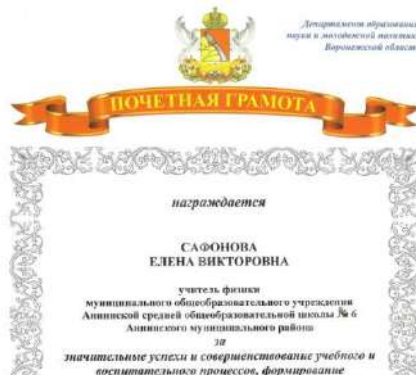 Департамент образования
науки и молодежной политики
Воронежской области
ПОЧЕТНАЯ ГРАМОТА
награждается
САФОНОВА
ЕЛЕНА ВИКТОРОВНА
учитель физики
муниципального общеобразовательного учреждения
Аннинской средней общеобразовательной школы № 6
Аннинского муниципального района
за
значительные успехи и совершенствование учебного и
воспитательного процессов, формирование